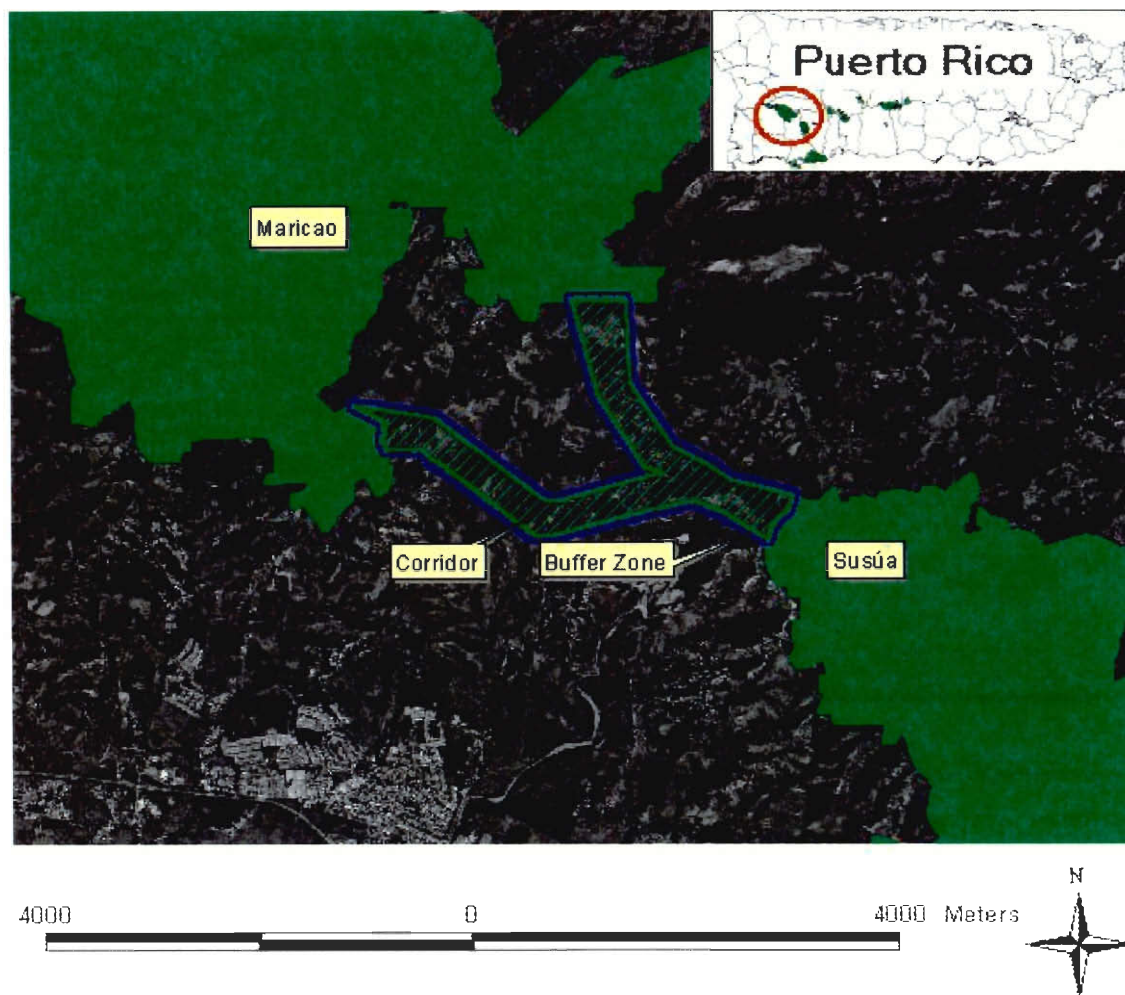 Puerto Rico
Maricao
Corridor
Buffer Zone
Susúa
N
4000 0 4000 Meters